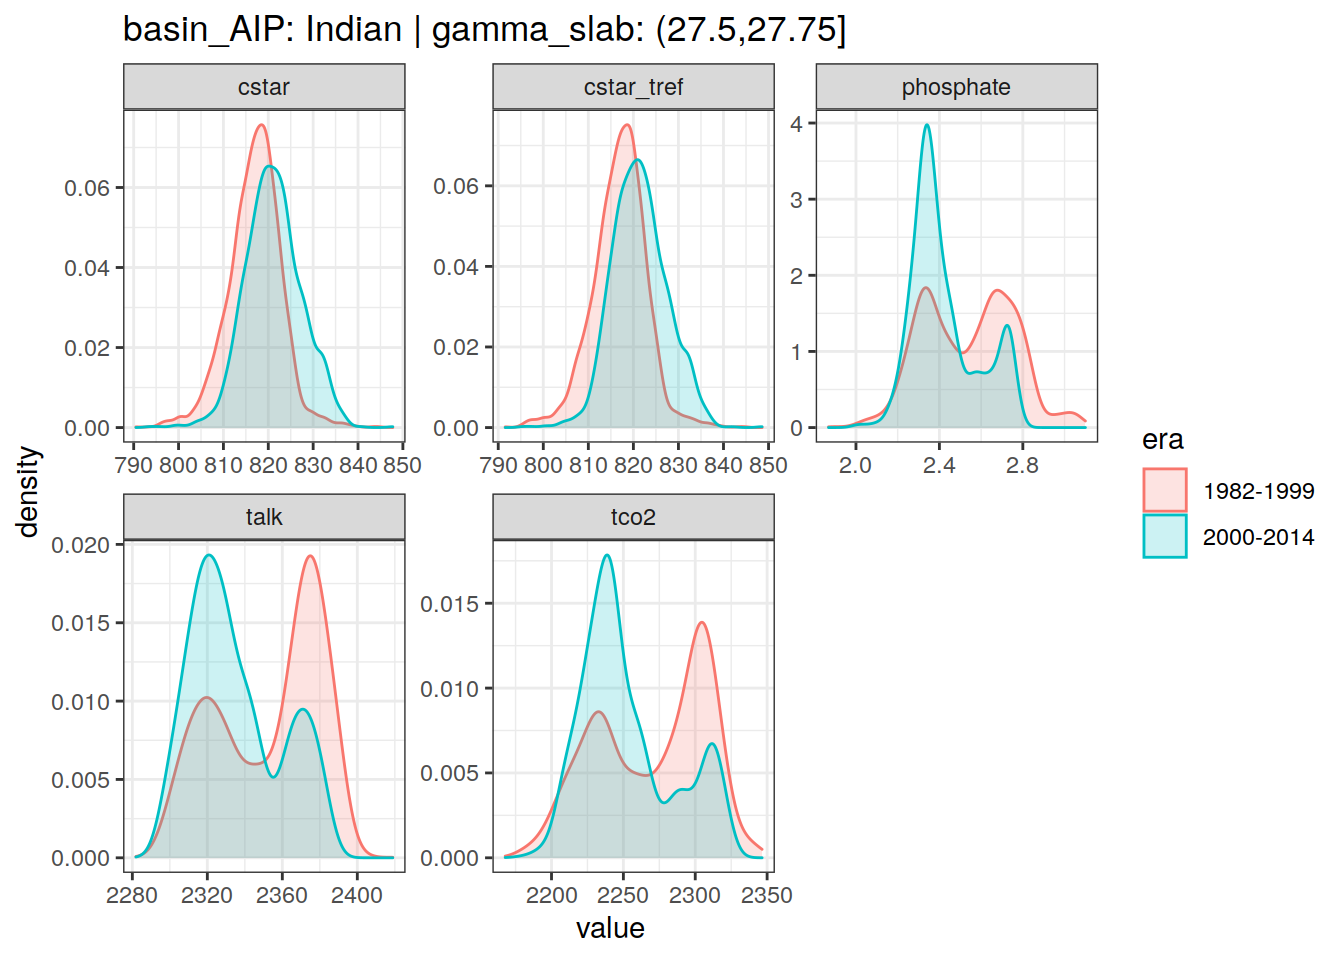 basin_AIP: Indian | gamma_slab: (27.5,27.75]
cstar
cstar_tref
phosphate
0.06
0.04
0.02
0.00
790 800 810 820 830 840 850
0.06
0.04
0.02
0.00
790 800 810 820 830 840 850
4
3
2
1
0
2.0 2.4 2.8
density
talk
tco2
0.020
0.015
0.010
0.005
0.000
2280 2320 2360 2400
0.015
0.010
0.005
0.000
2200 2250 2300 2350
value
era
1982-1999
2000-2014